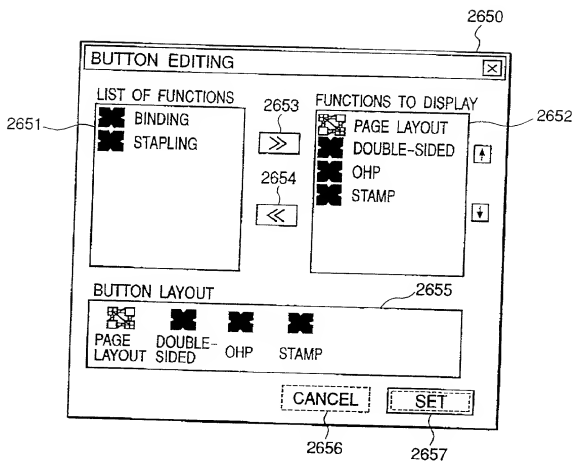 2650
BUTTON EDITING
LIST OF FUNCTIONS
2653
FUNCTIONS TO DISPLAY
2651
BINDING
STAPLING
>>
PAGE LAYOUT
DOUBLE-SIDED
OHP
STAMP
2652
2654
<<
BUTTON LAYOUT
2655
PAGE
LAYOUT
DOUBLE-
SIDED
OHP
STAMP
CANCEL
SET
2656
2657